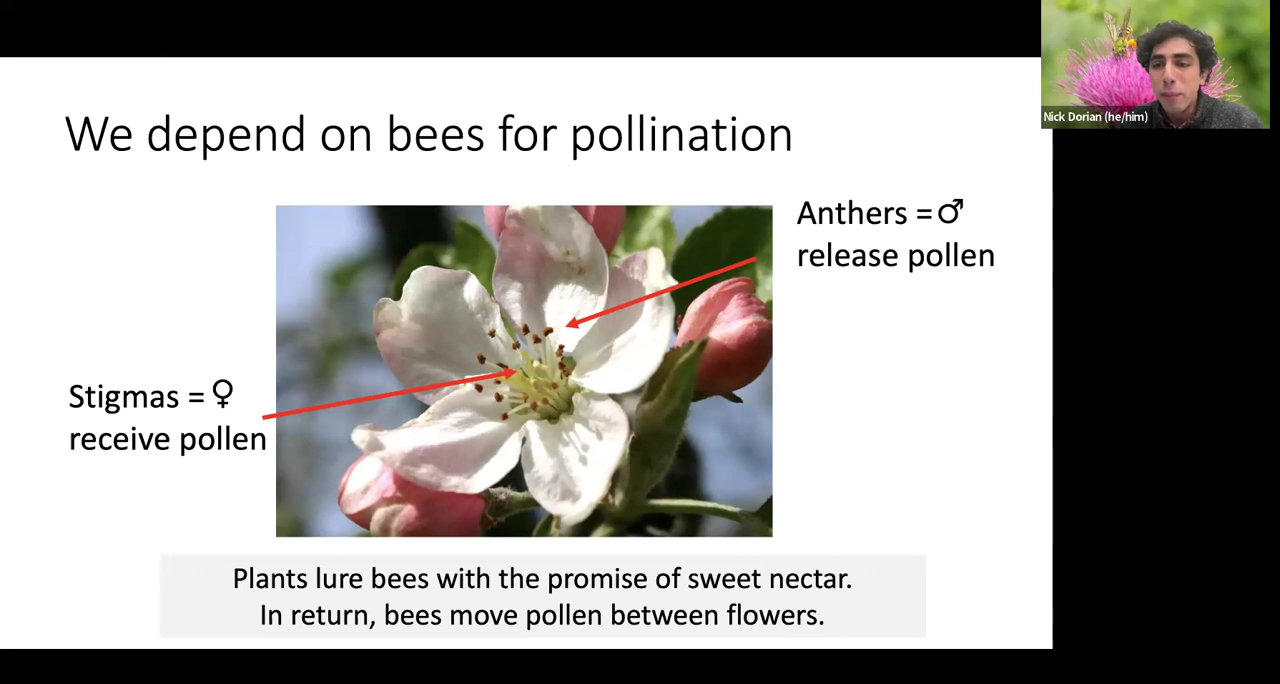 Nick Dorian (he/him)
We depend on bees for pollination
Anthers = ♂
release pollen
Stigmas = ♀
receive pollen
Plants lure bees with the promise of sweet nectar.
In return, bees move pollen between flowers.